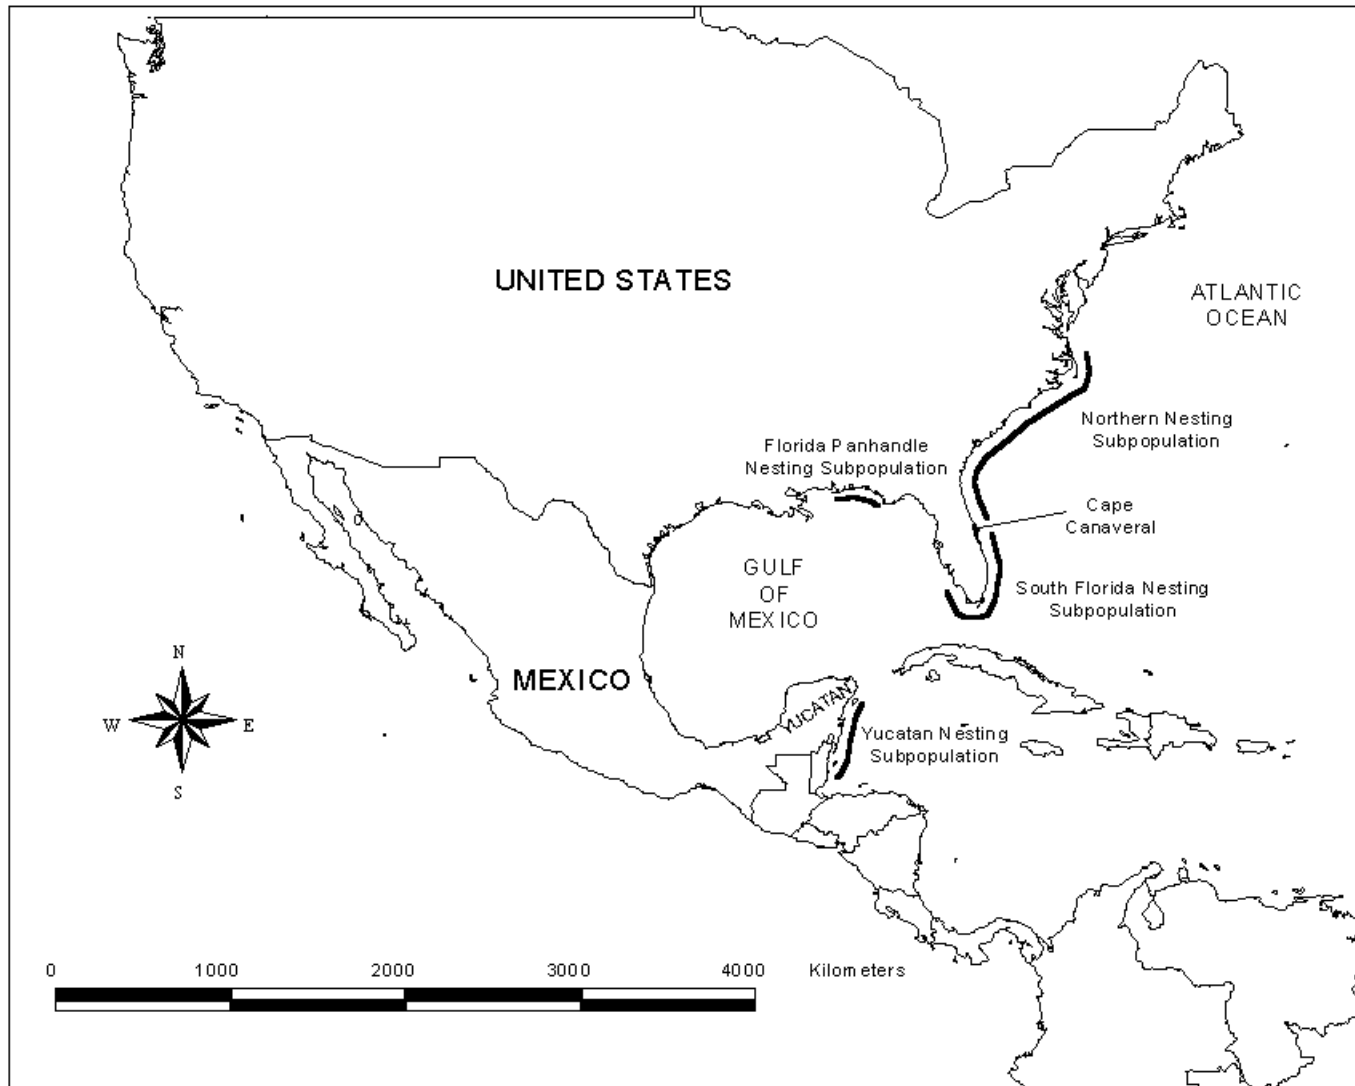 UNITED STATES
ATLANTIC
OCEAN
Northern Nesting
Subpopulation
Florida Panhandle
Nesting Subpopulation
Cape
Canaveral
GULF
OF
MEXICO
South Florida Nesting
Subpopulation
MEXICO
YUCATAN
Yucatan Nesting
Subpopulation
N
W
E
S
0 1000 2000 3000 4000 Kilometers